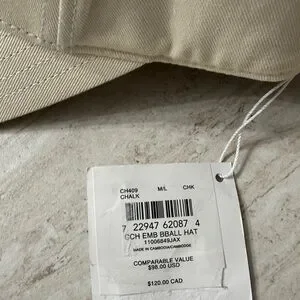 CH409 M/L CHK
CHALK
7 22947 62087 4
CCH EMB BBALL HAT
11006849JAX
MADE IN CAMBODIA/CAMBODGE
COMPARABLE VALUE
$98.00 USD
$120.00 CAD